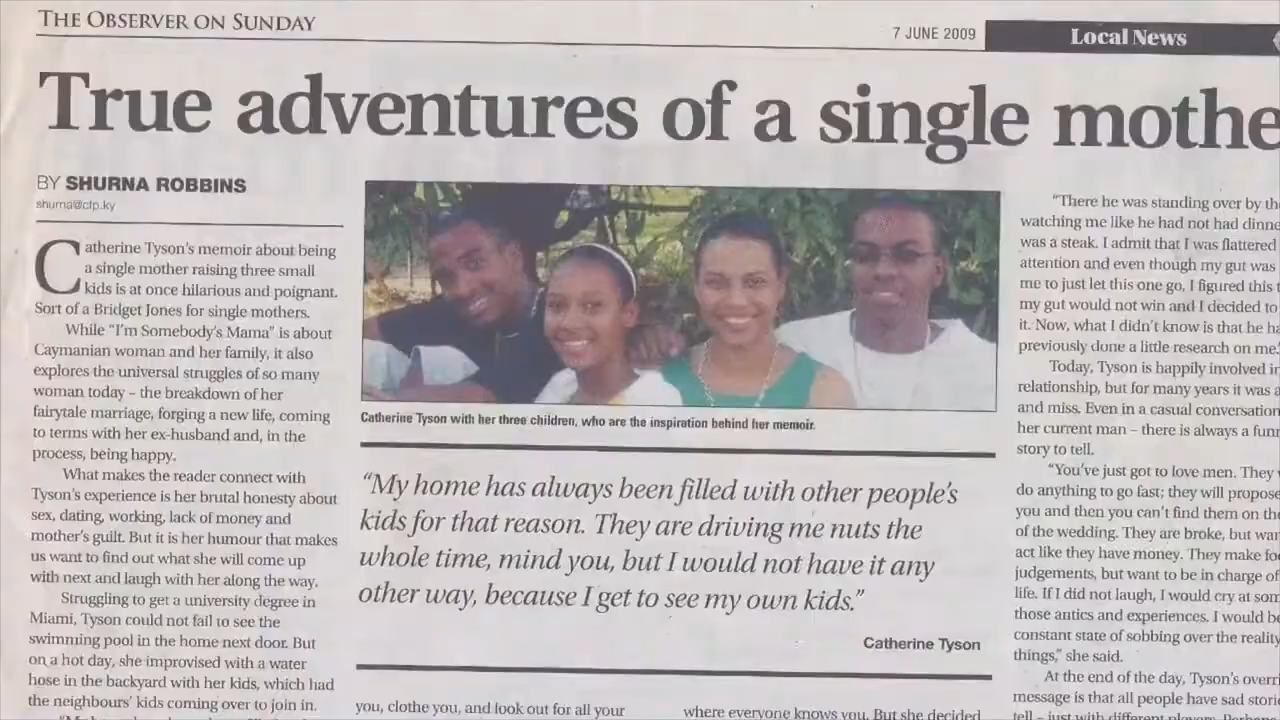 THE OBSERVER ON SUNDAY
7 JUNE 2009
Local News
True adventures of a single mothe
BY SHURNA ROBBINS
shurna@cfp.ky
Catherine Tyson's memoir about being
a single mother raising three small
kids is at once hilarious and poignant.
Sort of a Bridget Jones for single mothers.
While "I'm Somebody's Mama" is about
Caymanian woman and her family, it also
explores the universal struggles of so many
woman today – the breakdown of her
fairytale marriage, forging a new life, coming
to terms with her ex-husband and, in the
process, being happy.
What makes the reader connect with
Tyson's experience is her brutal honesty about
sex, dating, working, lack of money and
mother's guilt. But it is her humour that makes
us want to find out what she will come up
with next and laugh with her along the way.
Struggling to get a university degree in
Miami, Tyson could not fail to see the
swimming pool in the home next door. But
on a hot day, she improvised with a water
hose in the backyard with her kids, which had
the neighbours' kids coming over to join in.
Catherine Tyson with her three children, who are the inspiration behind her memoir.
"My home has always been filled with other people's
kids for that reason. They are driving me nuts the
whole time, mind you, but I would not have it any
other way, because I get to see my own kids."
Catherine Tyson
you, clothe you, and look out for all your
where everyone knows you. But she decided
"There he was standing over by th
watching me like he had not had dinne
was a steak. I admit that I was flattered
attention and even though my gut was
me to just let this one go, I figured this t
my gut would not win and I decided to
it. Now, what I didn't know is that he ha
previously done a little research on me."
Today, Tyson is happily involved in
relationship, but for many years it was a
and miss. Even in a casual conversation
her current man – there is always a funn
story to tell.
"You've just got to love men. They
do anything to go fast; they will propose
you and then you can't find them on the
of the wedding. They are broke, but wan
act like they have money. They make foo
judgements, but want to be in charge of
life. If I did not laugh, I would cry at som
those antics and experiences. I would be
constant state of sobbing over the reality
things," she said.
At the end of the day, Tyson's overri
message is that all people have sad stori